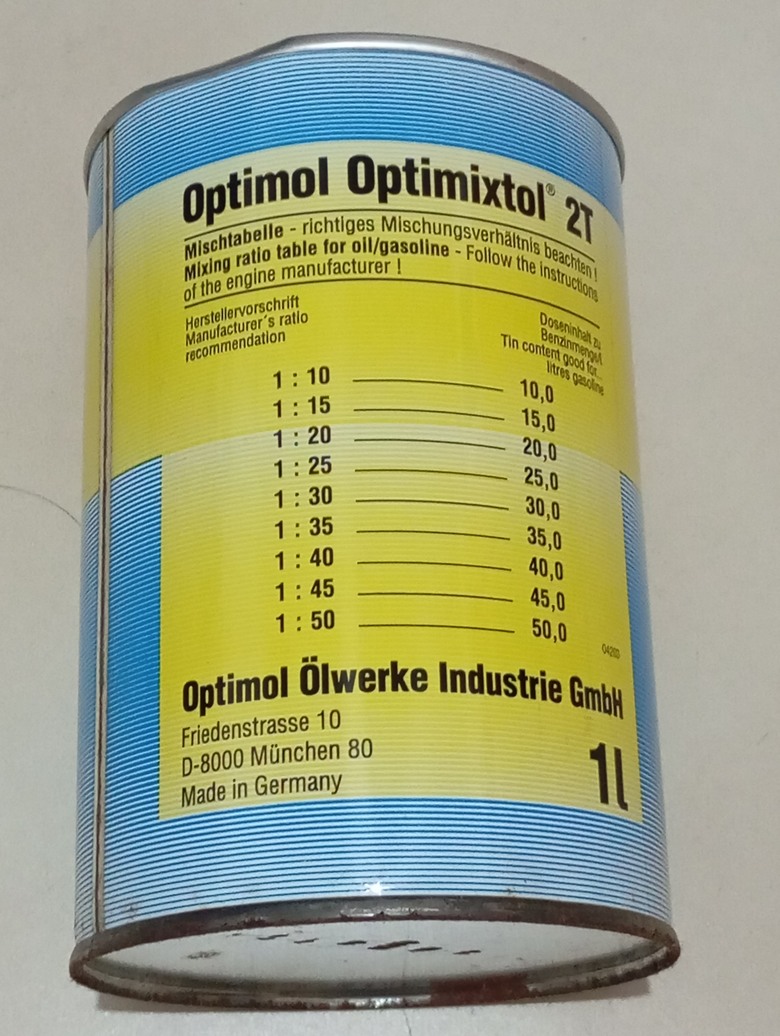 Optimol Optimixtol® 2T
Mischtabelle - richtiges Mischungsverhältnis beachten !
Mixing ratio table for oil/gasoline - Follow the instructions
of the engine manufacturer !
Herstellervorschrift
Manufacturer´s ratio
recommendation
Doseninhalt zu
Benzinmenge/l
Tin content good for...
litres gasoline
1 : 10 10,0
1 : 15 15,0
1 : 20 20,0
1 : 25 25,0
1 : 30 30,0
1 : 35 35,0
1 : 40 40,0
1 : 45 45,0
1 : 50 50,0
Optimol Ölwerke Industrie GmbH
Friedenstrasse 10
D-8000 München 80
Made in Germany
1l